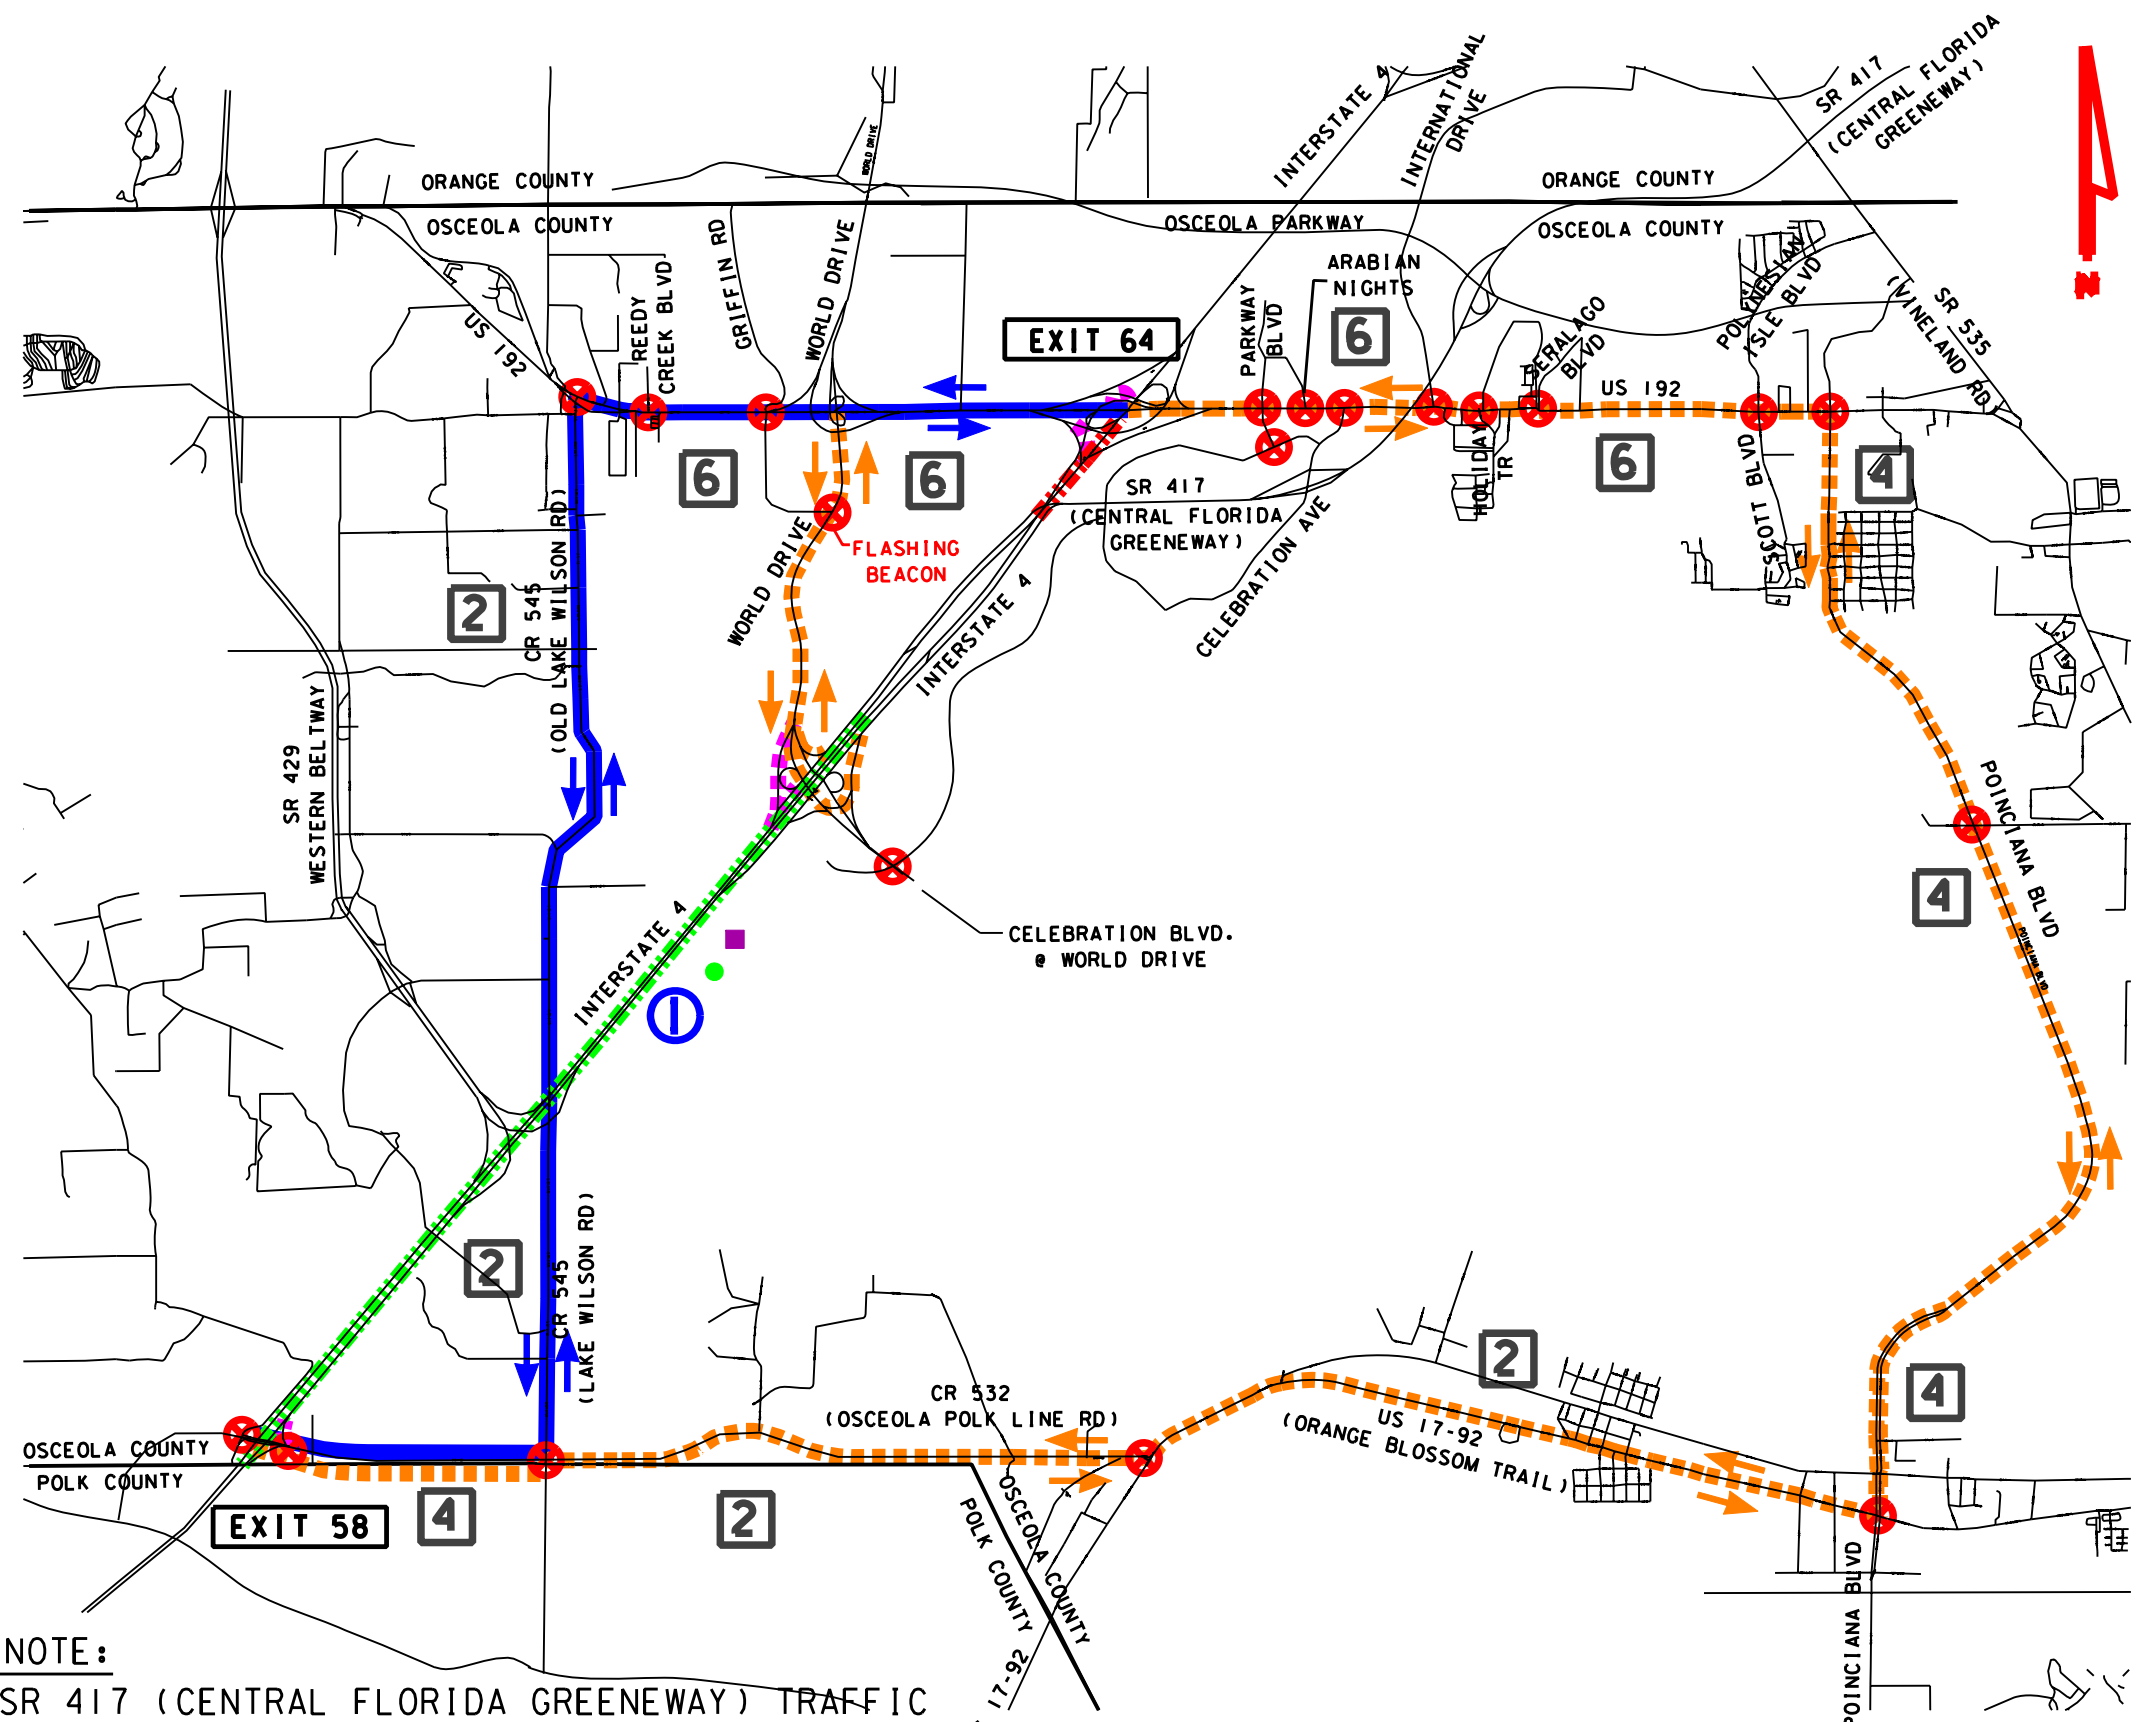 INTERSTATE 4
INTERNATIONAL
DRIVE
SR 417
(CENTRAL FLORIDA
GREENEWAY)
WORLD DRIVE
ORANGE COUNTY
ORANGE COUNTY
OSCEOLA COUNTY
OSCEOLA PARKWAY
OSCEOLA COUNTY
GRIFFIN RD
WORLD DRIVE
ARABIAN
NIGHTS
REEDY
CREEK BLVD
US 192
EXIT 64
PARKWAY
BLVD
6
SERALAGO
BLVD
POLYNESIAN
ISLE BLVD
SR 535
(VINELAND RD)
N
US 192
6
6
6
4
HOLIDAY
TR
SCOTT BLVD
SR 417
(CENTRAL FLORIDA
GREENEWAY)
CELEBRATION AVE
FLASHING
BEACON
WORLD DRIVE
INTERSTATE 4
2
CR 545
(OLD LAKE WILSON RD)
SR 429
WESTERN BELTWAY
POINCIANA BLVD
4
POINCIANA BLVD
CELEBRATION BLVD.
@ WORLD DRIVE
INTERSTATE 4
1
2
CR 545
(LAKE WILSON RD)
2
4
CR 532
(OSCEOLA POLK LINE RD)
US 17-92
(ORANGE BLOSSOM TRAIL)
OSCEOLA COUNTY
POLK COUNTY
EXIT 58
4
2
OSCEOLA COUNTY
POLK COUNTY
17-92
POINCIANA BLVD
NOTE:
SR 417 (CENTRAL FLORIDA GREENEWAY) TRAFFIC